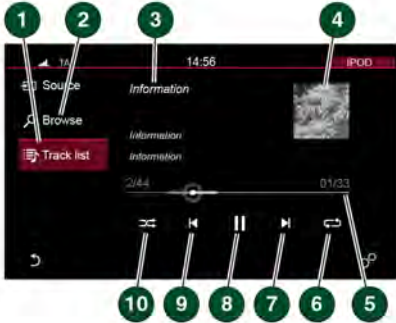 1 2 3 4
TA 14:56 IPOD
Source
Information
Browse
Information
Track list
Information
2/44 01/33
10 9 8 7 6 5